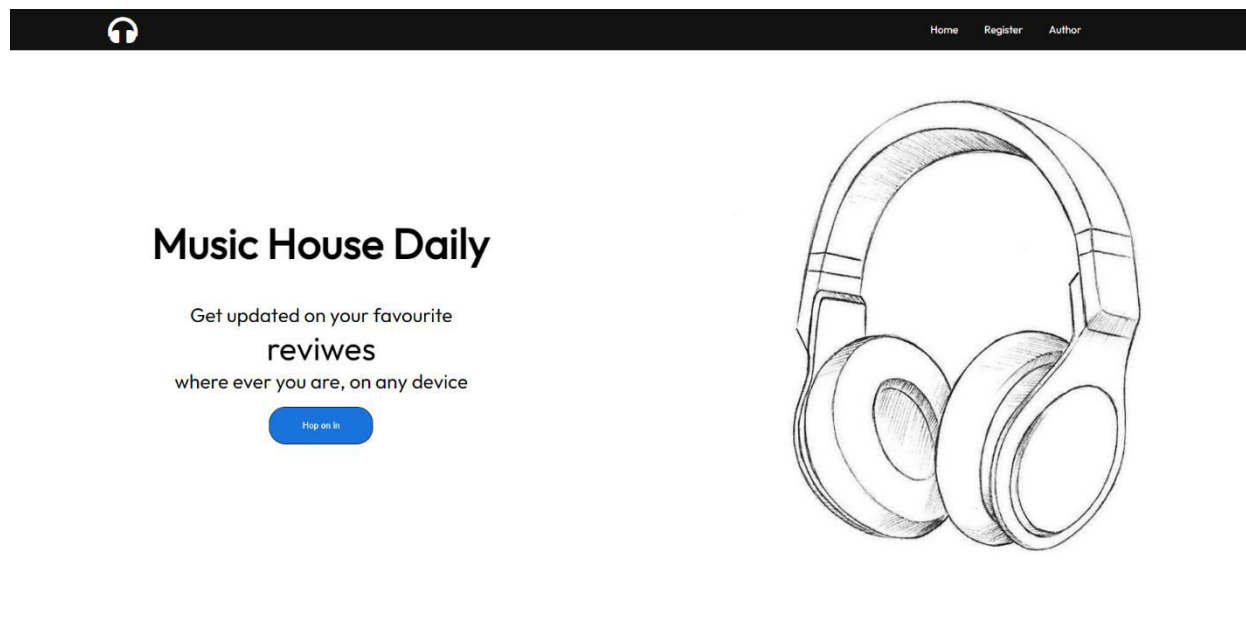 Home Register Author
Music House Daily
Get updated on your favourite
reviwes
where ever you are, on any device
Hop on in